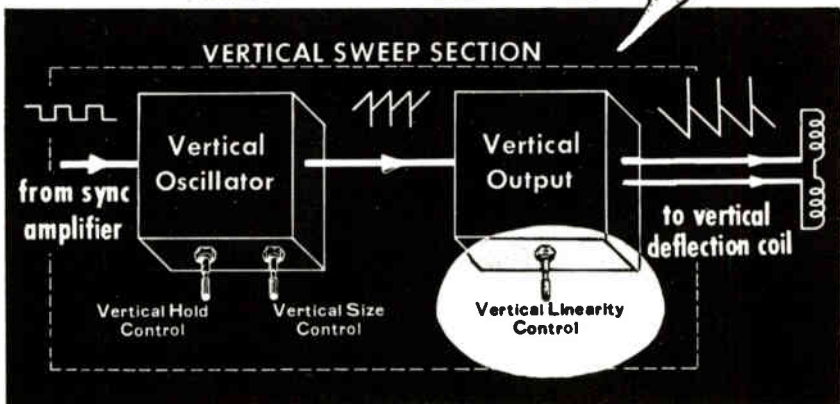 VERTICAL SWEEP SECTION
from sync
amplifier
Vertical
Oscillator
Vertical
Output
to vertical
deflection coil
Vertical Hold
Control
Vertical Size
Control
Vertical Linearity
Control